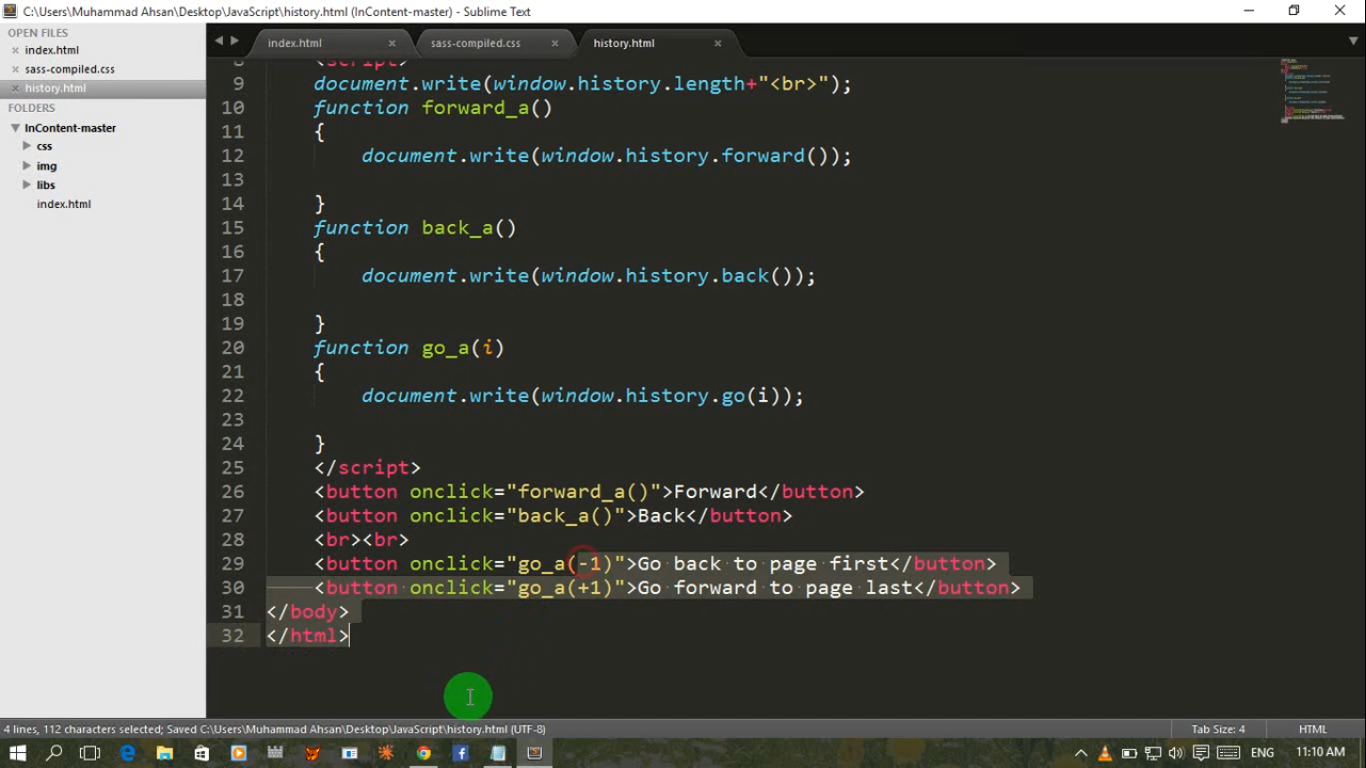 C:\Users\Muhammad Ahsan\Desktop\JavaScript\history.html (InContent-master) - Sublime Text
OPEN FILES
× index.html
× sass-compiled.css
× history.html
FOLDERS
InContent-master
css
img
libs
index.html
index.html ×
sass-compiled.css ×
history.html ×
8 <script>
9 document.write(window.history.length+"<br>");
10 function forward_a()
11 {
12 document.write(window.history.forward());
13
14 }
15 function back_a()
16 {
17 document.write(window.history.back());
18
19 }
20 function go_a(i)
21 {
22 document.write(window.history.go(i));
23
24 }
25 </script>
26 <button onclick="forward_a()">Forward</button>
27 <button onclick="back_a()">Back</button>
28 <br><br>
29 <button onclick="go_a(-1)">Go back to page first</button>
30 <button onclick="go_a(+1)">Go forward to page last</button>
31 </body>
32 </html>
4 lines, 112 characters selected; Saved C:\Users\Muhammad Ahsan\Desktop\JavaScript\history.html (UTF-8)
Tab Size: 4
HTML
ENG
11:10 AM